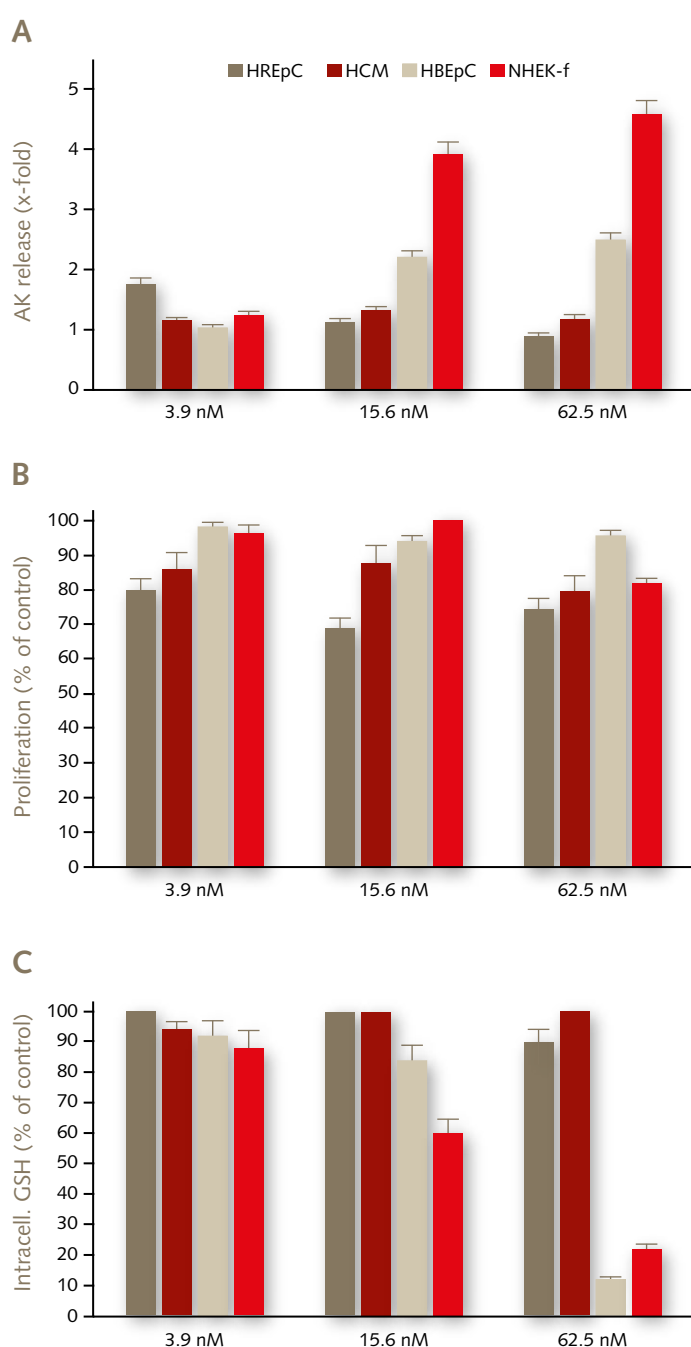 A
HREpC HCM HBEpC NHEK-f
AK release (x-fold)
5
4
3
2
1
0
3.9 nM 15.6 nM 62.5 nM
B
Proliferation (% of control)
100
90
80
70
60
50
40
30
20
10
0
3.9 nM 15.6 nM 62.5 nM
C
Intracell. GSH (% of control)
100
90
80
70
60
50
40
30
20
10
0
3.9 nM 15.6 nM 62.5 nM